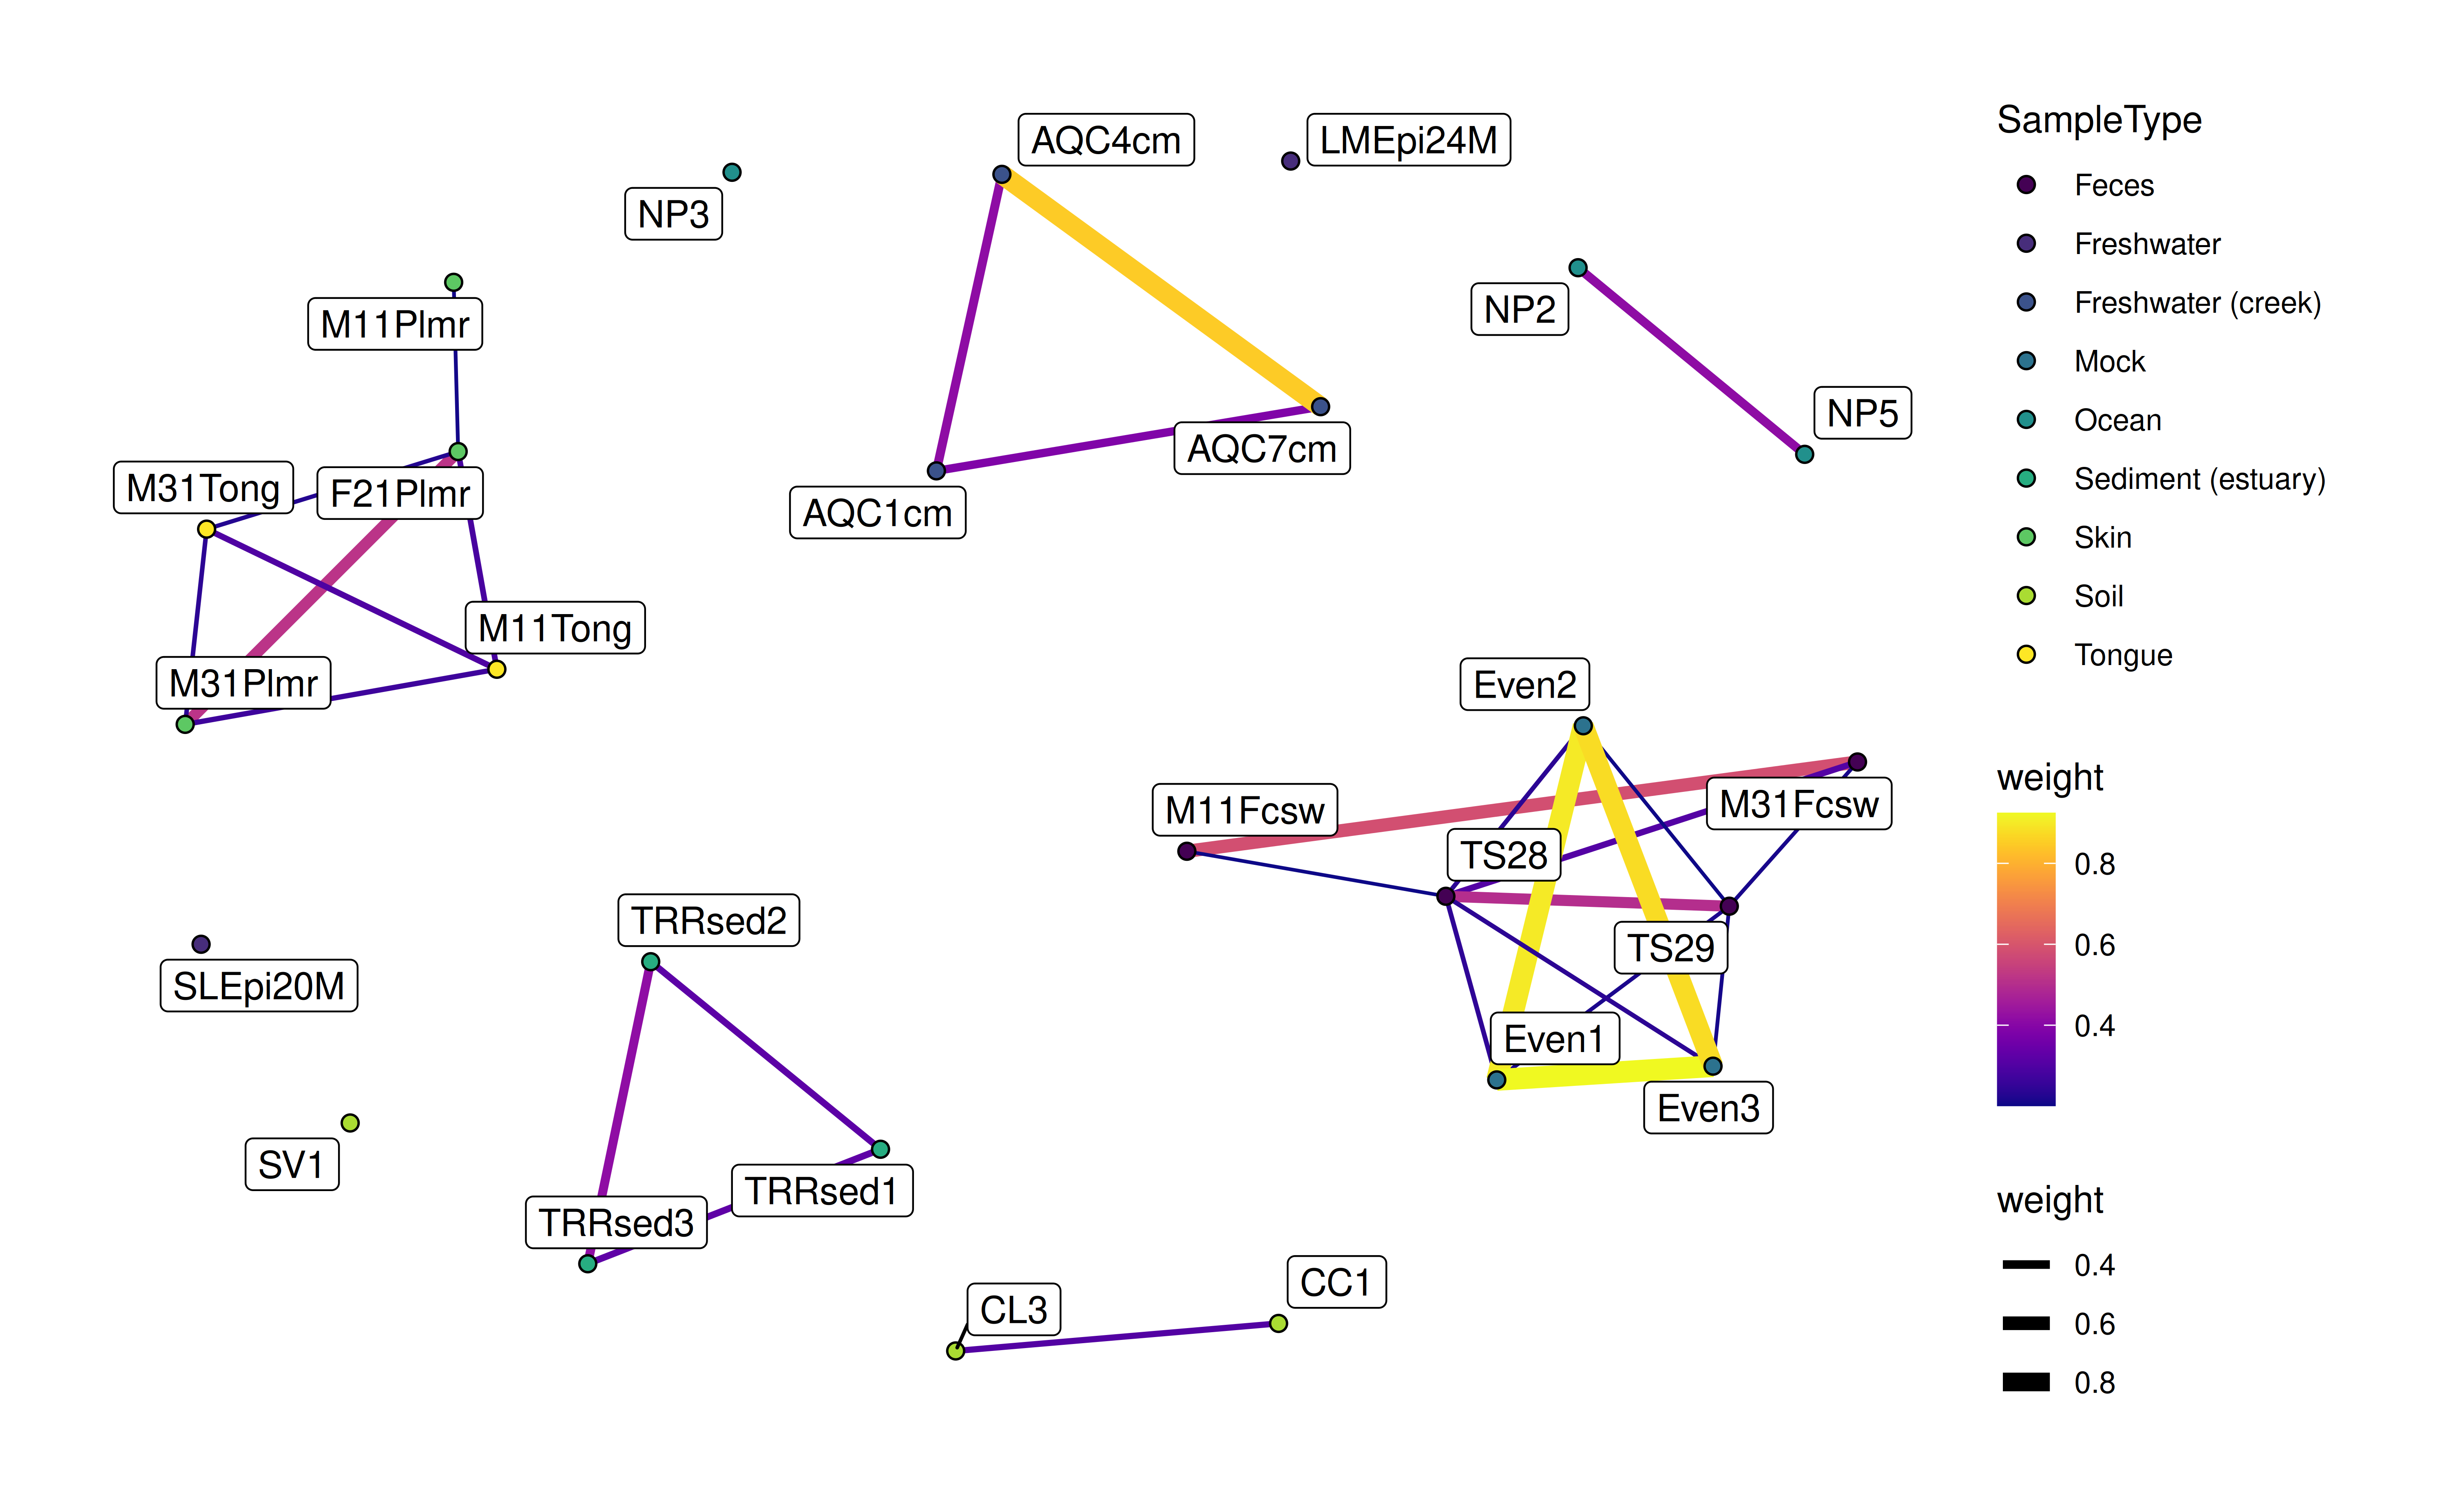 AQC4cm
LMEpi24M
NP3
M11Plmr
NP2
NP5
AQC7cm
M31Tong
F21Plmr
AQC1cm
M11Tong
M31Plmr
Even2
M11Fcsw
M31Fcsw
TS28
TRRsed2
TS29
SLEpi20M
Even1
Even3
SV1
TRRsed1
TRRsed3
CC1
CL3
SampleType
Feces
Freshwater
Freshwater (creek)
Mock
Ocean
Sediment (estuary)
Skin
Soil
Tongue
weight
0.8
0.6
0.4
weight
0.4
0.6
0.8